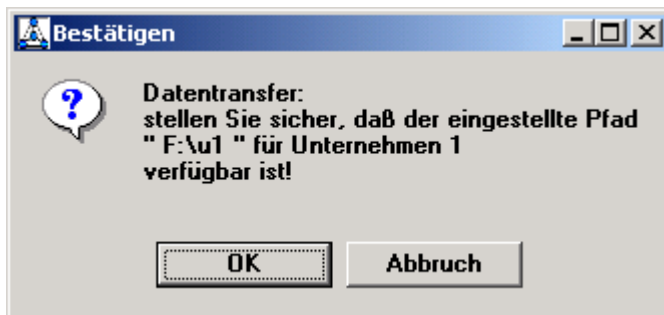 Bestätigen
Datentransfer:
stellen Sie sicher, daß der eingestellte Pfad
" F:\u1 " für Unternehmen 1
verfügbar ist!
OK
Abbruch